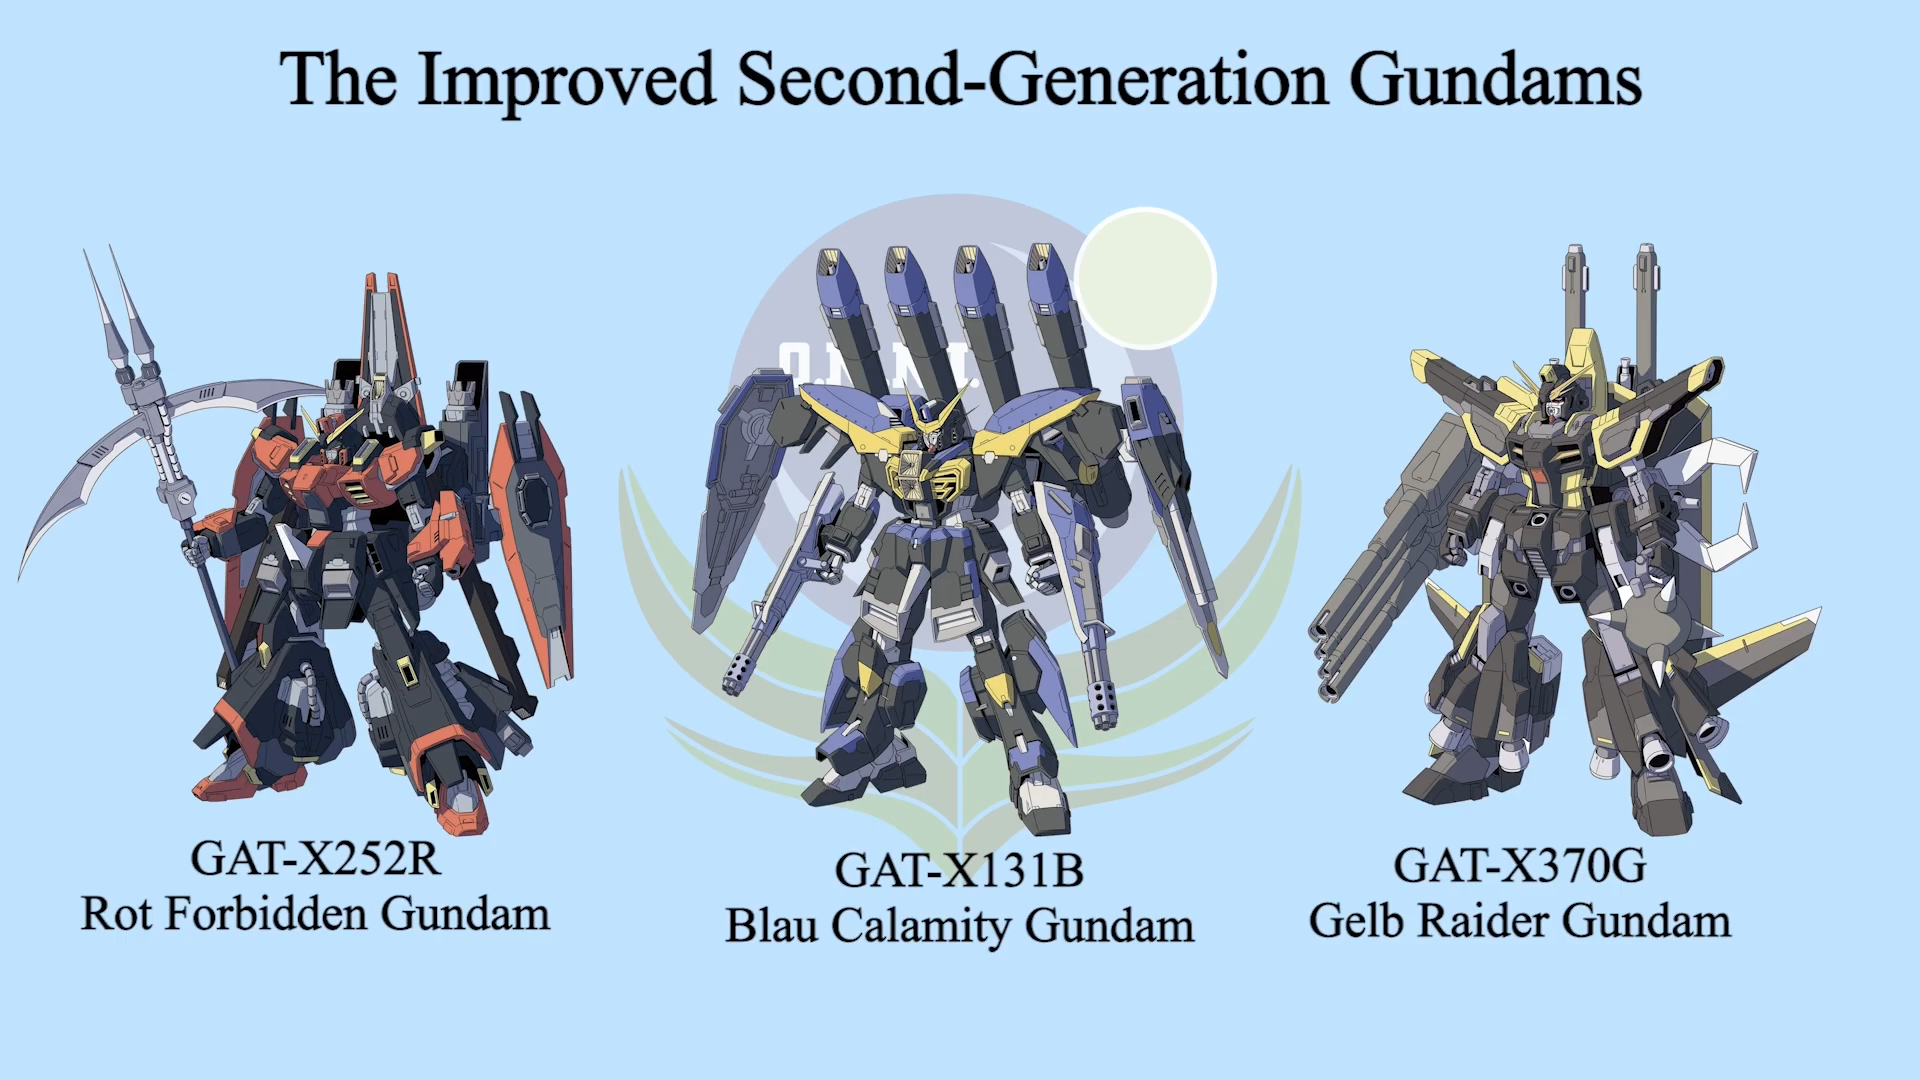 The Improved Second-Generation Gundams
GAT-X252R
Rot Forbidden Gundam
GAT-X131B
Blau Calamity Gundam
GAT-X370G
Gelb Raider Gundam